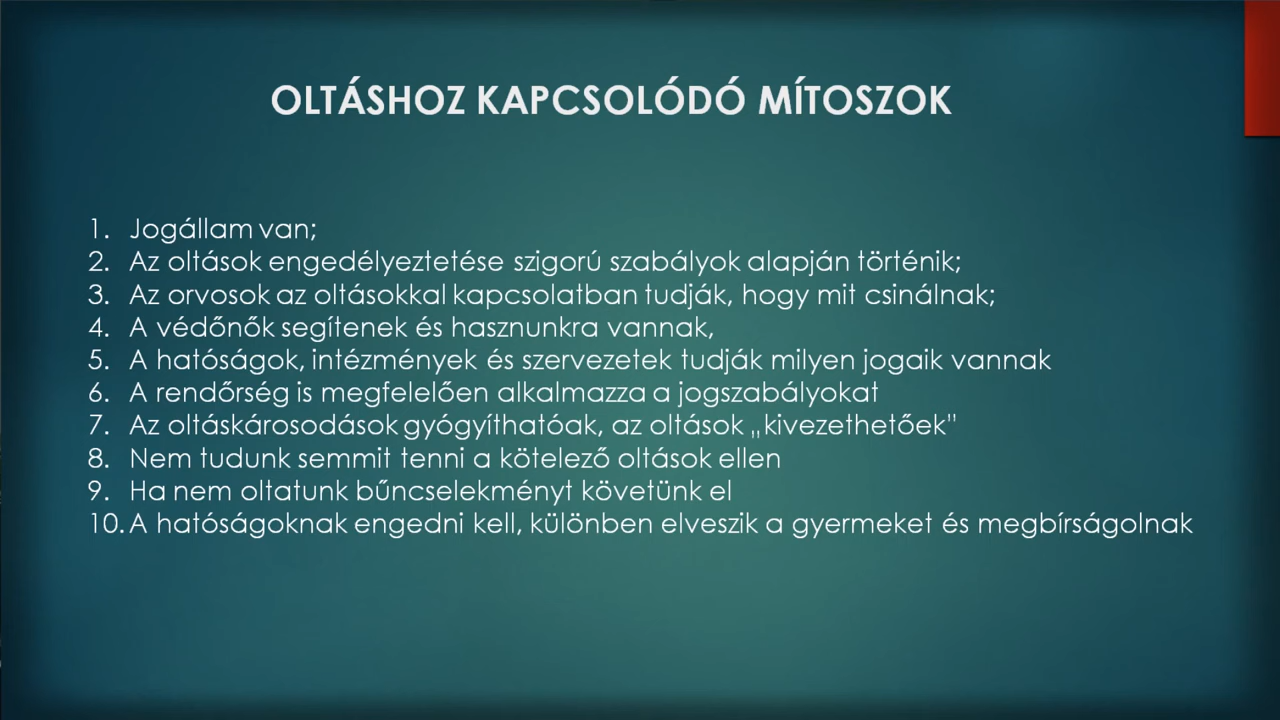 OLTÁSHOZ KAPCSOLÓDÓ MÍTOSZOK
1. Jogállam van;
2. Az oltások engedélyeztetése szigorú szabályok alapján történik;
3. Az orvosok az oltásokkal kapcsolatban tudják, hogy mit csinálnak;
4. A védőnők segítenek és hasznunkra vannak,
5. A hatóságok, intézmények és szervezetek tudják milyen jogaik vannak
6. A rendőrség is megfelelően alkalmazza a jogszabályokat
7. Az oltáskárosodások gyógyíthatóak, az oltások „kivezethetőek"
8. Nem tudunk semmit tenni a kötelező oltások ellen
9. Ha nem oltatunk bűncselekményt követünk el
10. A hatóságoknak engedni kell, különben elveszik a gyermeket és megbírságolnak